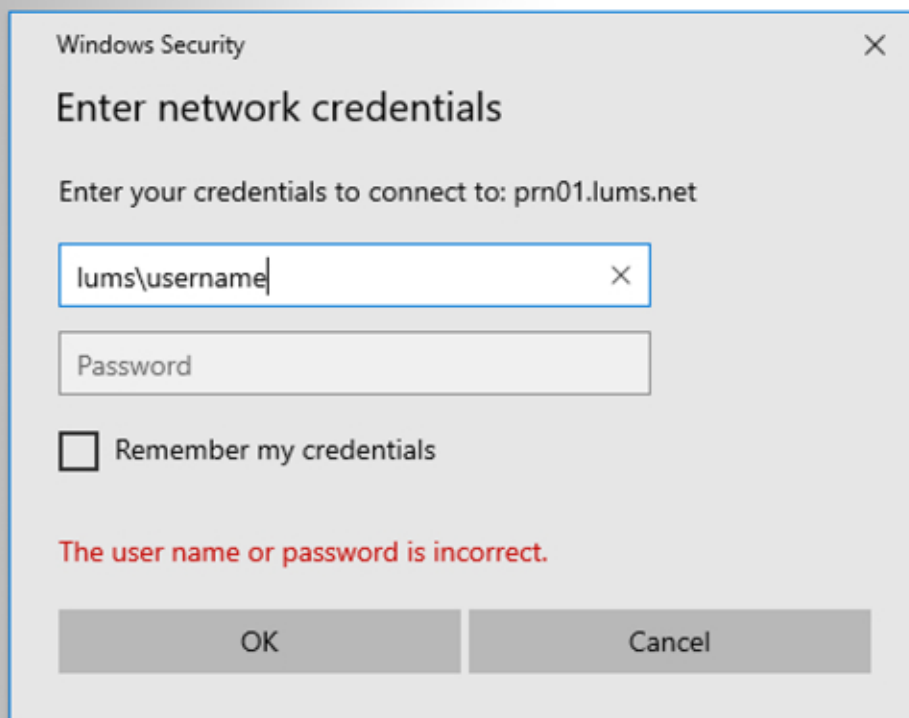 Windows Security
Enter network credentials
Enter your credentials to connect to: prn01.lums.net
lums\username
Password
Remember my credentials
The user name or password is incorrect.
OK Cancel